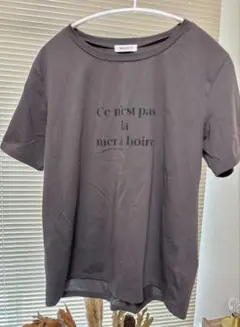 Ce n'est pas
la
mer à boire